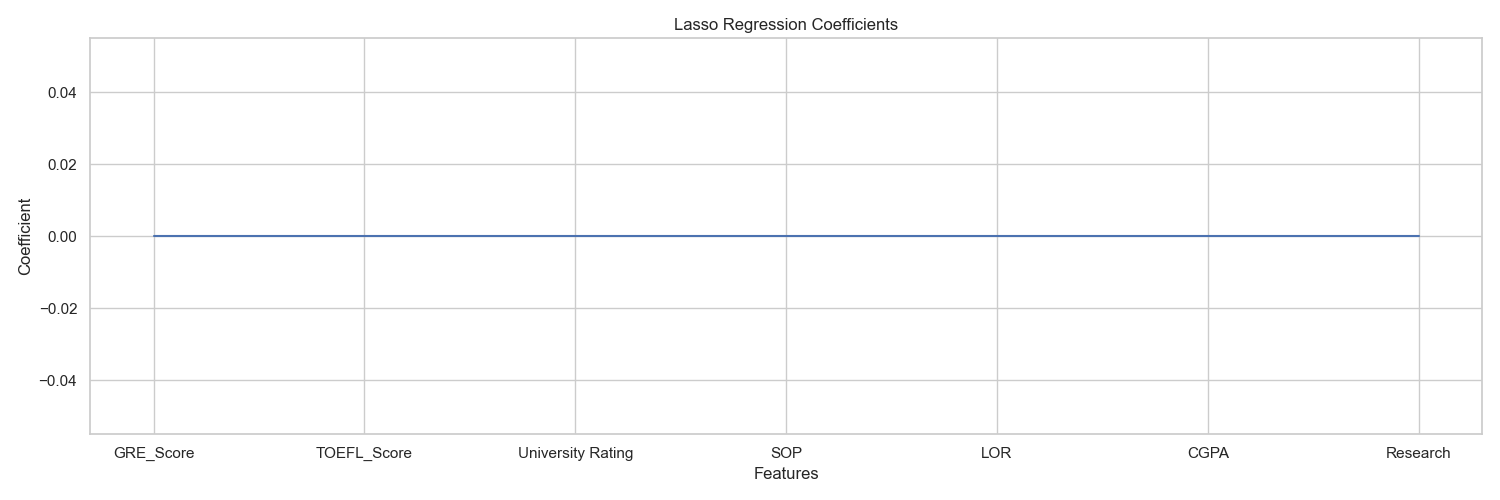 Lasso Regression Coefficients
0.04
0.02
0.00
−0.02
−0.04
Coefficient
GRE_Score TOEFL_Score University Rating SOP LOR CGPA Research
Features